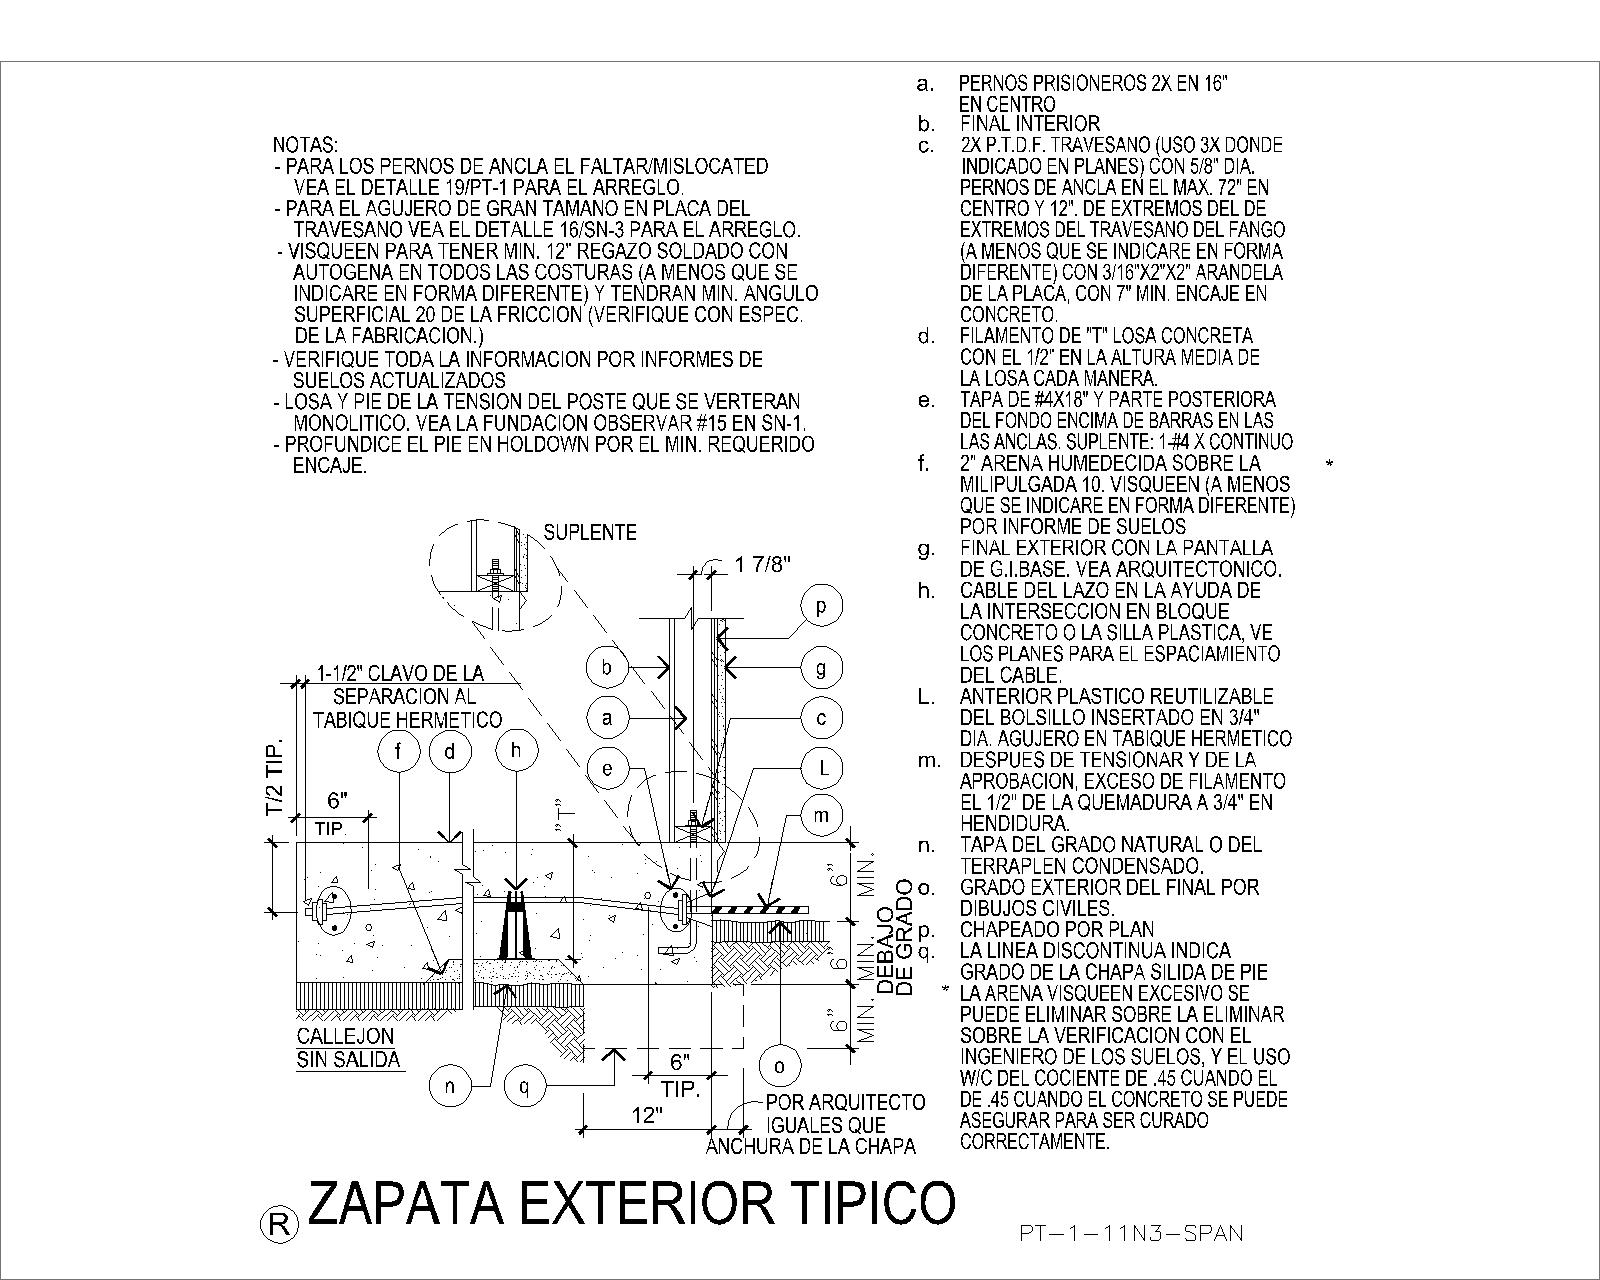 NOTAS:
- PARA LOS PERNOS DE ANCLA EL FALTAR/MISLOCATED
VEA EL DETALLE 19/PT-1 PARA EL ARREGLO.
- PARA EL AGUJERO DE GRAN TAMANO EN PLACA DEL
TRAVESANO VEA EL DETALLE 16/SN-3 PARA EL ARREGLO.
- VISQUEEN PARA TENER MIN. 12" REGAZO SOLDADO CON
AUTOGENA EN TODOS LAS COSTURAS (A MENOS QUE SE
INDICARE EN FORMA DIFERENTE) Y TENDRAN MIN. ANGULO
SUPERFICIAL 20 DE LA FRICCION (VERIFIQUE CON ESPEC.
DE LA FABRICACION.)
- VERIFIQUE TODA LA INFORMACION POR INFORMES DE
SUELOS ACTUALIZADOS
- LOSA Y PIE DE LA TENSION DEL POSTE QUE SE VERTERAN
MONOLITICO. VEA LA FUNDACION OBSERVAR #15 EN SN-1.
- PROFUNDICE EL PIE EN HOLDOWN POR EL MIN. REQUERIDO
ENCAJE.
a. PERNOS PRISIONEROS 2X EN 16"
EN CENTRO
b. FINAL INTERIOR
c. 2X P.T.D.F. TRAVESANO (USO 3X DONDE
INDICADO EN PLANES) CON 5/8" DIA.
PERNOS DE ANCLA EN EL MAX. 72" EN
CENTRO Y 12". DE EXTREMOS DEL DE
EXTREMOS DEL TRAVESANO DEL FANGO
(A MENOS QUE SE INDICARE EN FORMA
DIFERENTE) CON 3/16"X2"X2" ARANDELA
DE LA PLACA, CON 7" MIN. ENCAJE EN
CONCRETO.
d. FILAMENTO DE "T" LOSA CONCRETA
CON EL 1/2" EN LA ALTURA MEDIA DE
LA LOSA CADA MANERA.
e. TAPA DE #4X18" Y PARTE POSTERIORA
DEL FONDO ENCIMA DE BARRAS EN LAS
LAS ANCLAS. SUPLENTE: 1-#4 X CONTINUO
f. 2" ARENA HUMEDECIDA SOBRE LA *
MILIPULGADA 10. VISQUEEN (A MENOS
QUE SE INDICARE EN FORMA DIFERENTE)
POR INFORME DE SUELOS
g. FINAL EXTERIOR CON LA PANTALLA
DE G.I.BASE. VEA ARQUITECTONICO.
h. CABLE DEL LAZO EN LA AYUDA DE
LA INTERSECCION EN BLOQUE
CONCRETO O LA SILLA PLASTICA, VE
LOS PLANES PARA EL ESPACIAMIENTO
DEL CABLE.
L. ANTERIOR PLASTICO REUTILIZABLE
DEL BOLSILLO INSERTADO EN 3/4"
DIA. AGUJERO EN TABIQUE HERMETICO
m. DESPUES DE TENSIONAR Y DE LA
APROBACION, EXCESO DE FILAMENTO
EL 1/2" DE LA QUEMADURA A 3/4" EN
HENDIDURA.
n. TAPA DEL GRADO NATURAL O DEL
TERRAPLEN CONDENSADO.
o. GRADO EXTERIOR DEL FINAL POR
DIBUJOS CIVILES.
p. CHAPEADO POR PLAN
q. LA LINEA DISCONTINUA INDICA
GRADO DE LA CHAPA SILIDA DE PIE
* LA ARENA VISQUEEN EXCESIVO SE
PUEDE ELIMINAR SOBRE LA ELIMINAR
SOBRE LA VERIFICACION CON EL
INGENIERO DE LOS SUELOS, Y EL USO
W/C DEL COCIENTE DE .45 CUANDO EL
DE .45 CUANDO EL CONCRETO SE PUEDE
ASEGURAR PARA SER CURADO
CORRECTAMENTE.
SUPLENTE
1 7/8"
p
b
g
1-1/2" CLAVO DE LA
SEPARACION AL
TABIQUE HERMETICO
a
c
f
d
h
e
L
m
T/2 TIP.
6"
TIP.
"T"
6"
MIN.
6"
MIN.
6"
MIN.
DEBAJO
DE GRADO
CALLEJON
SIN SALIDA
n
q
o
6"
TIP.
12"
POR ARQUITECTO
IGUALES QUE
ANCHURA DE LA CHAPA
R ZAPATA EXTERIOR TIPICO
PT-1-11N3-SPAN